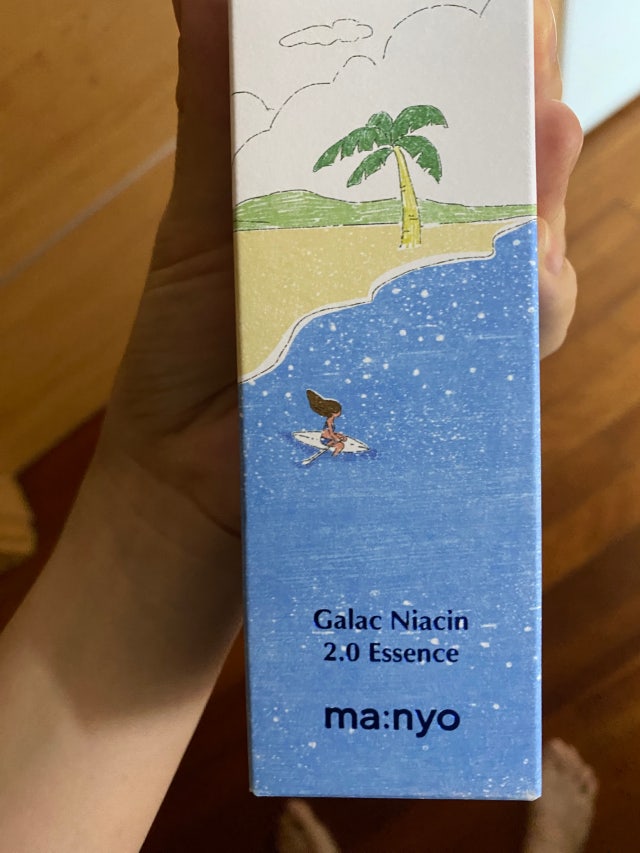 Galac Niacin
2.0 Essence
ma:nyo